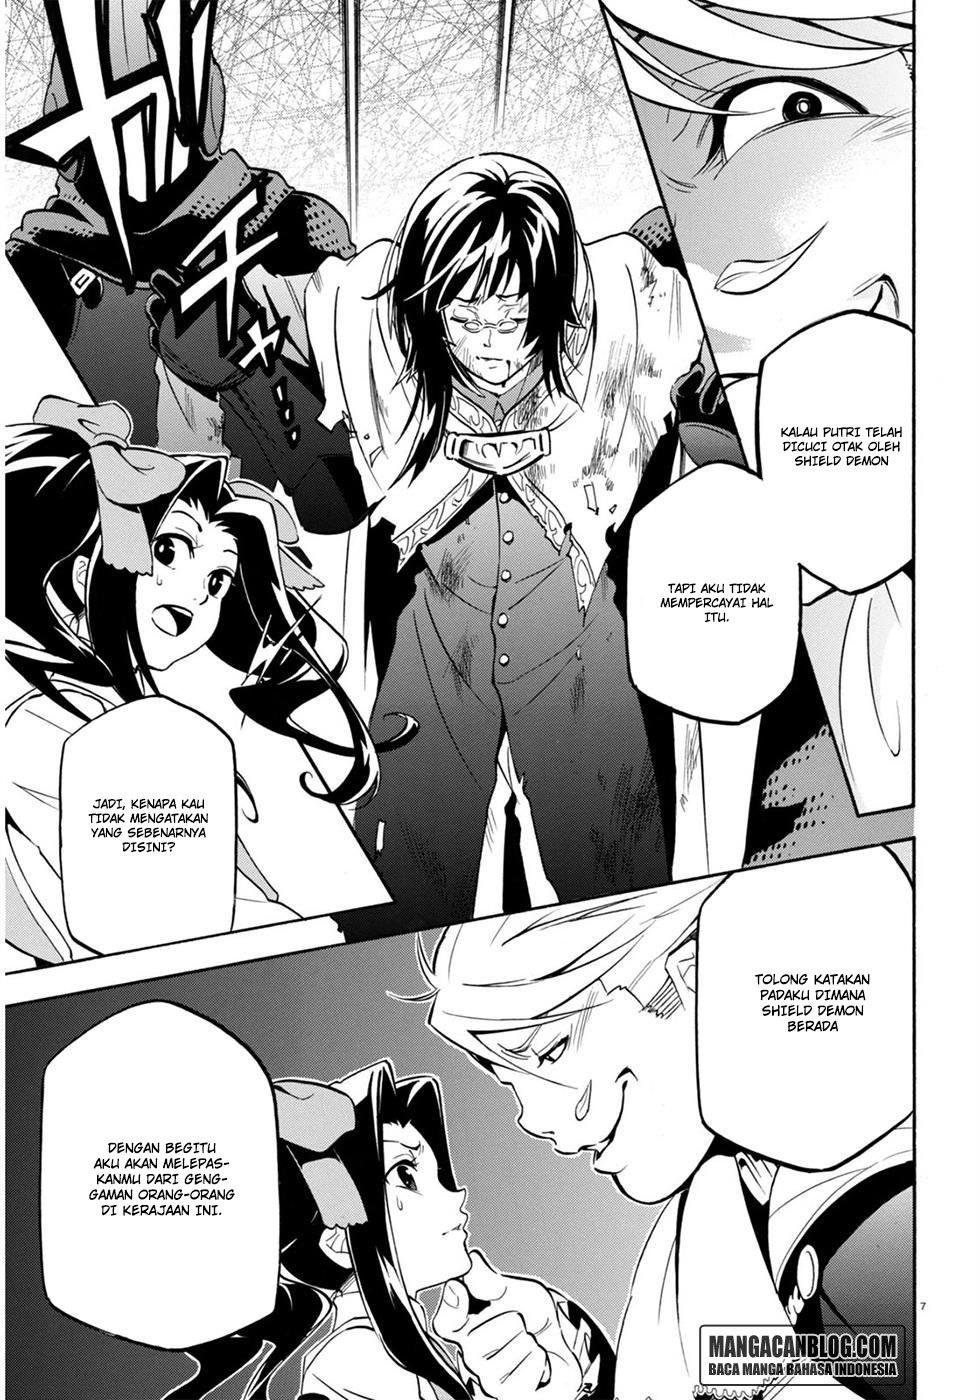 KALAU PUTRI TELAH
DICUCI OTAK OLEH
SHIELD DEMON
TAPI AKU TIDAK
MEMPERCAYAI HAL
ITU.
JADI, KENAPA KAU
TIDAK MENGATAKAN
YANG SEBENARNYA
DISINI?
TOLONG KATAKAN
PADAKU DIMANA
SHIELD DEMON
BERADA
DENGAN BEGITU
AKU AKAN MELEPAS-
KANMU DARI GENG-
GAMAN ORANG-ORANG
DI KERAJAAN INI.
7
MANGACANBLOG.COM
BACA MANGA BAHASA INDONESIA